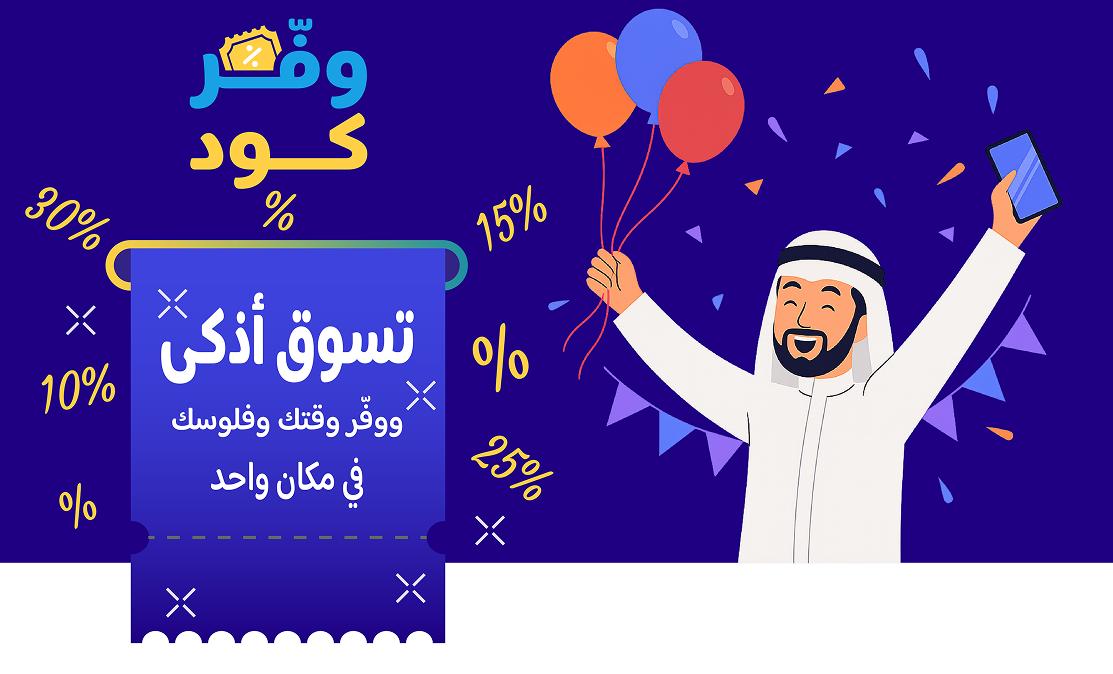 وفّر
كود
%
30%
15%
تسوق أذكى
%
10%
ووفّر وقتك وفلوسك
25%
في مكان واحد
%